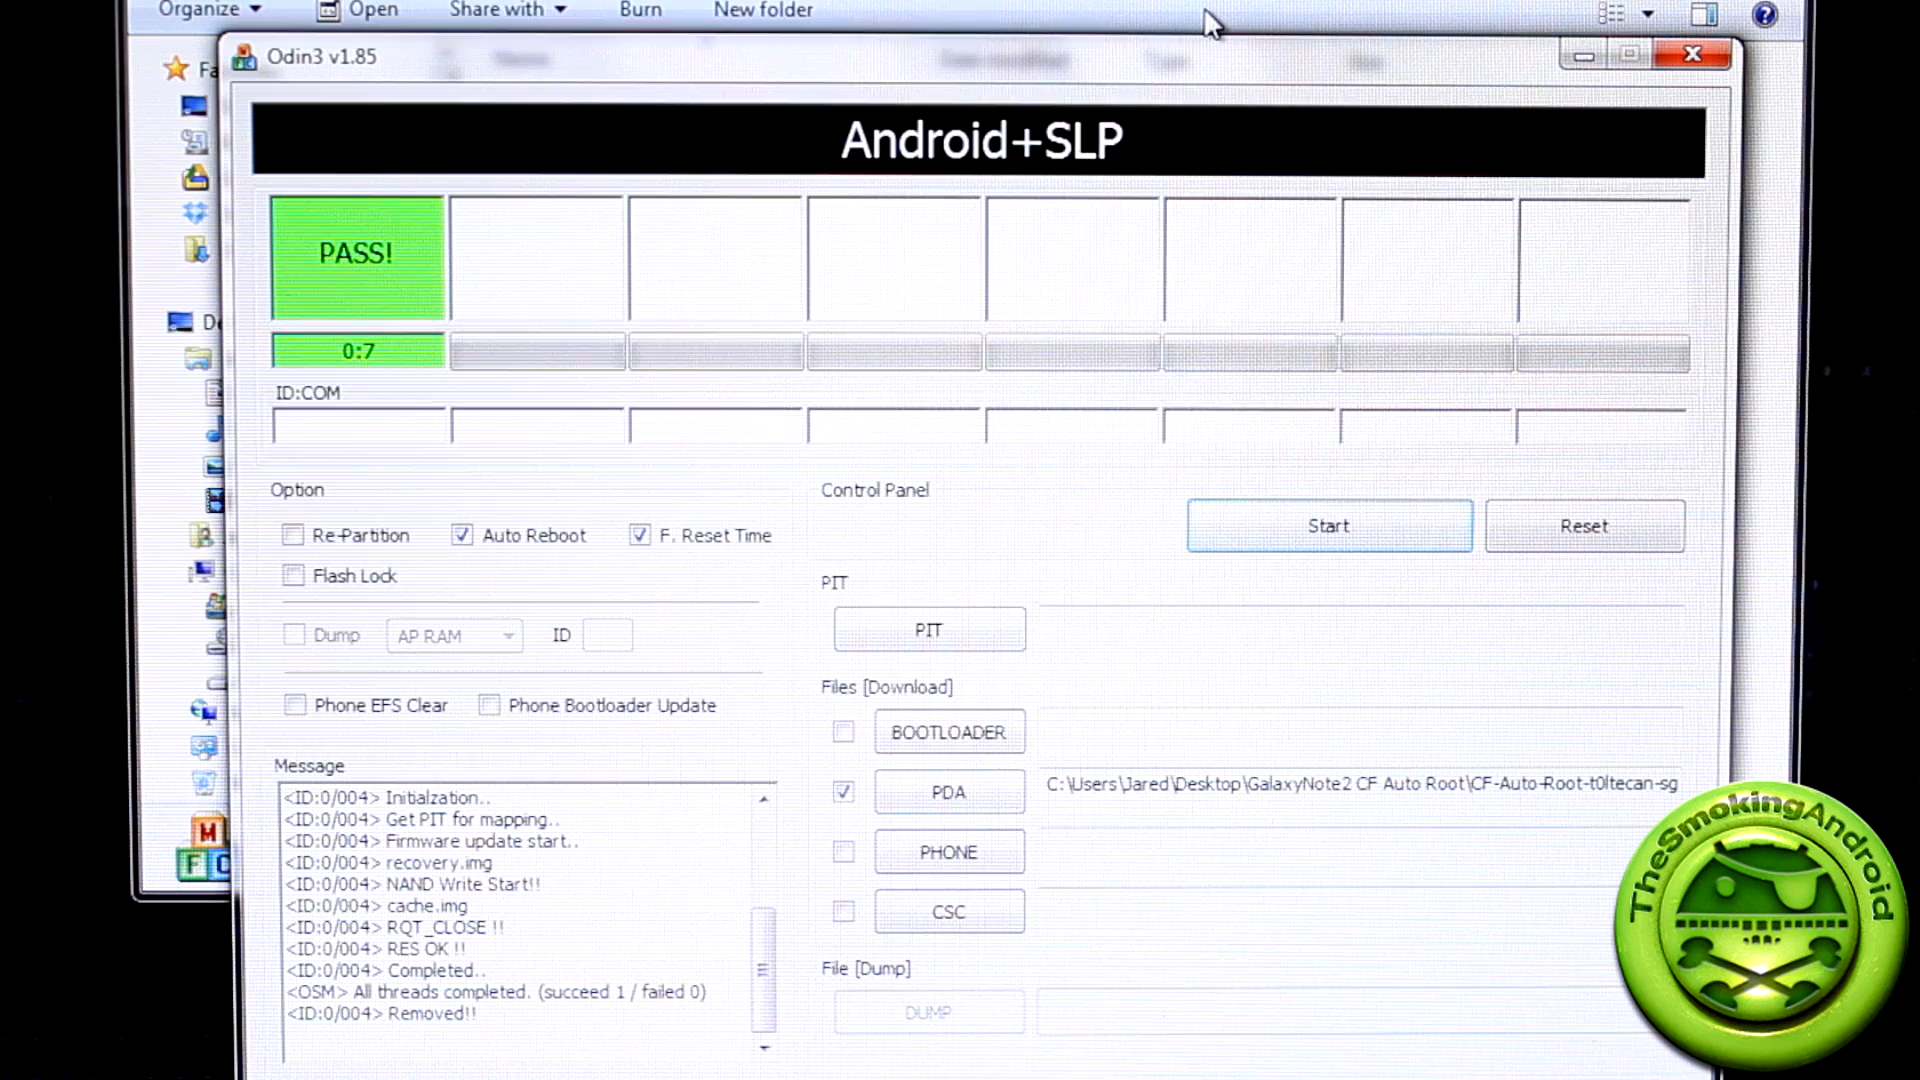 Organize
Open
Share with
Burn
New folder
Fa
Odin3 v1.85
Android+SLP
PASS!
0:7
ID:COM
De
Option
Re-Partition
Auto Reboot
F. Reset Time
Flash Lock
Dump
AP RAM
ID
Phone EFS Clear
Phone Bootloader Update
Message
<ID:0/004> Initialzation..
<ID:0/004> Get PIT for mapping..
<ID:0/004> Firmware update start..
<ID:0/004> recovery.img
<ID:0/004> NAND Write Start!!
<ID:0/004> cache.img
<ID:0/004> RQT_CLOSE !!
<ID:0/004> RES OK !!
<ID:0/004> Completed..
<OSM> All threads completed. (succeed 1 / failed 0)
<ID:0/004> Removed!!
Control Panel
Start
Reset
PIT
PIT
Files [Download]
BOOTLOADER
PDA
C:\Users\Jared\Desktop\GalaxyNote2 CF Auto Root\CF-Auto-Root-t0ltecan-sg
PHONE
CSC
File [Dump]
DUMP
M
F
TheSmokingAndroid